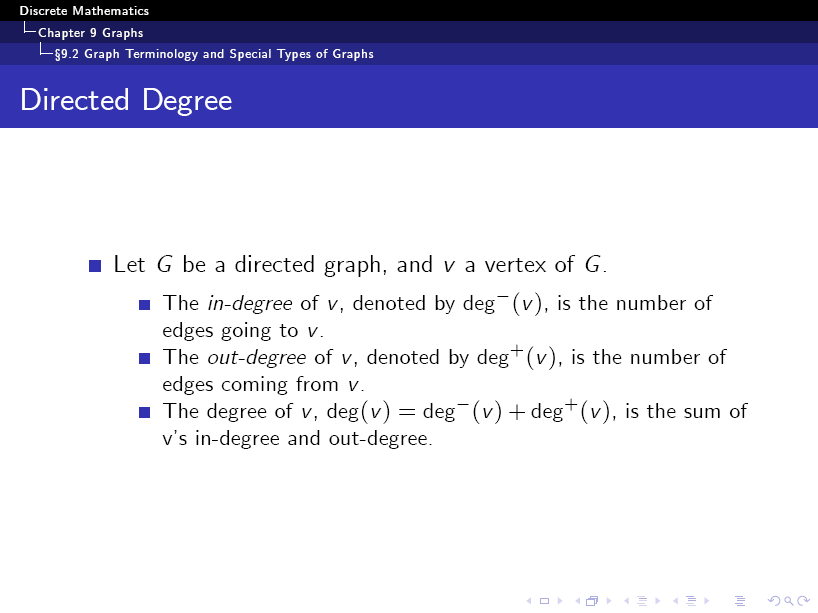 Discrete Mathematics
Chapter 9 Graphs
§9.2 Graph Terminology and Special Types of Graphs
Directed Degree
Let G be a directed graph, and v a vertex of G.
The in-degree of v, denoted by deg⁻(v), is the number of
edges going to v.
The out-degree of v, denoted by deg⁺(v), is the number of
edges coming from v.
The degree of v, deg(v) = deg⁻(v) + deg⁺(v), is the sum of
v's in-degree and out-degree.